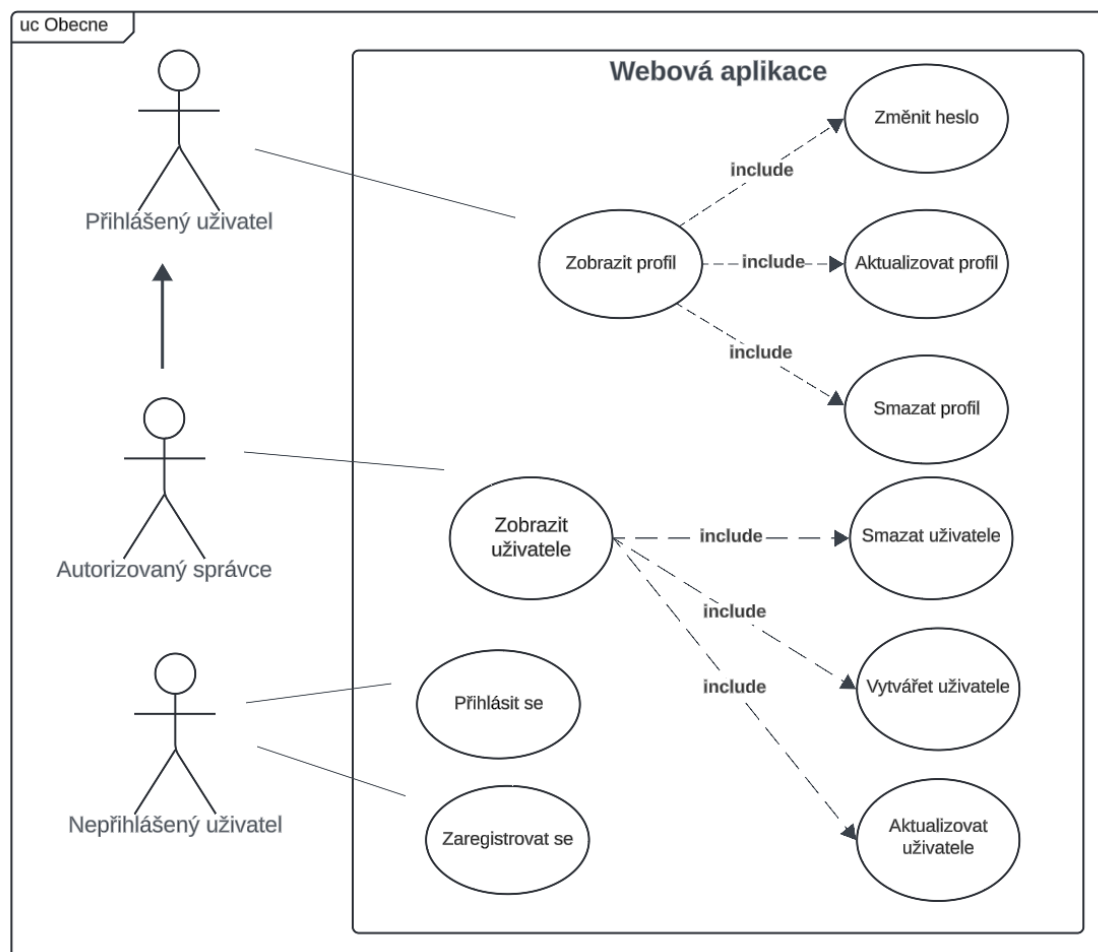 uc Obecne
Webová aplikace
Přihlášený uživatel
Autorizovaný správce
Nepřihlášený uživatel
Zobrazit profil
include
Změnit heslo
include
Aktualizovat profil
include
Smazat profil
Zobrazit
uživatele
include
Smazat uživatele
include
Vytvářet uživatele
include
Aktualizovat
uživatele
Přihlásit se
Zaregistrovat se